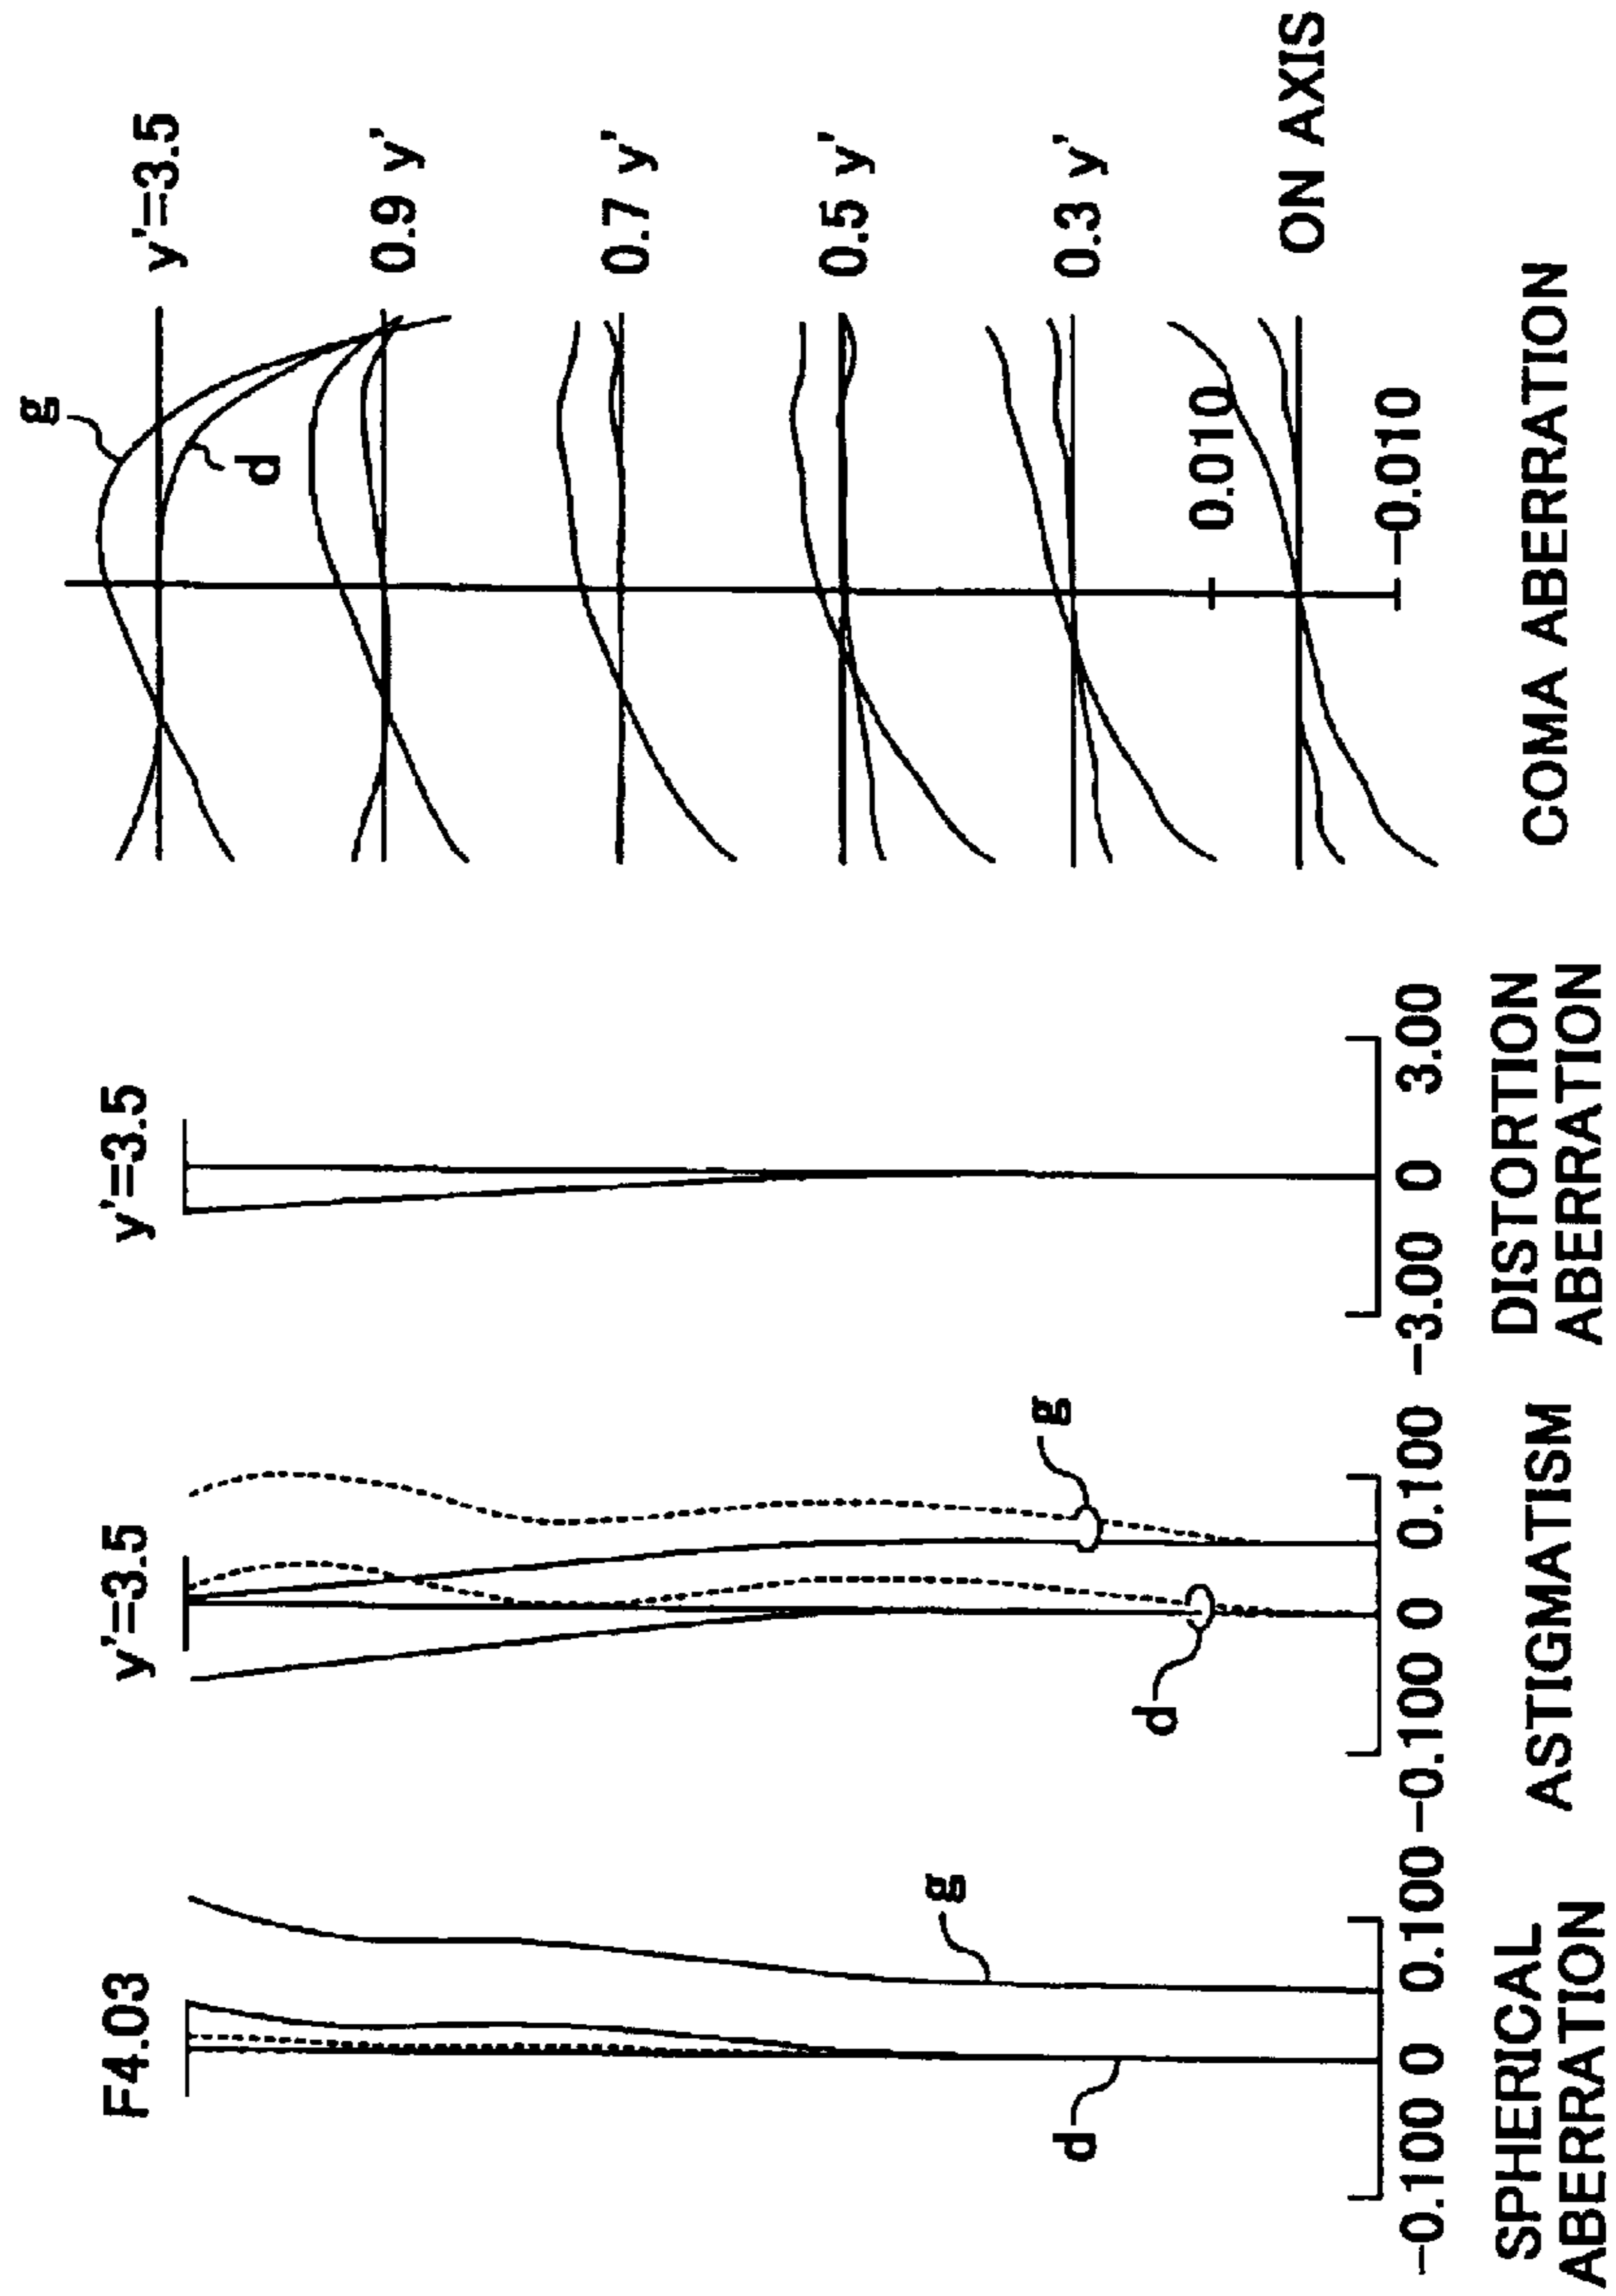 F4.03
g
d
−0.100 0 0.100
SPHERICAL
ABERRATION
y'=3.5
g
d
−0.100 0 0.100
ASTIGMATISM
y'=3.5
−3.00 0 3.00
DISTORTION
ABERRATION
g
d
y'=3.5
0.9 y'
0.7 y'
0.5 y'
0.3 y'
0.010
ON AXIS
−0.010
COMA ABERRATION